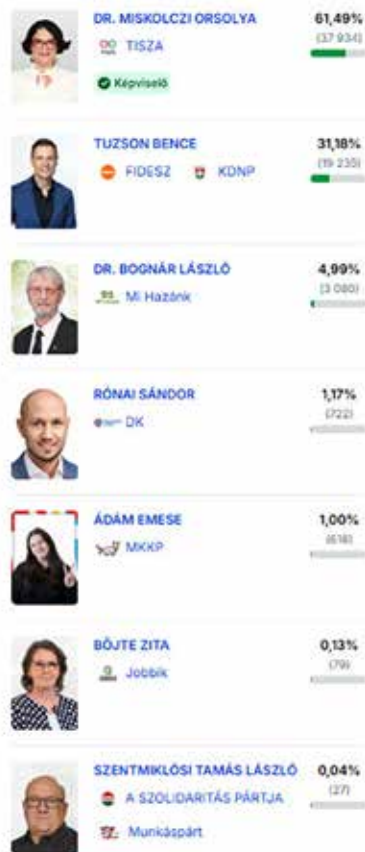 DR. MISKOLCZI ORSOLYA
61,49%
TISZA
(37 934)
Képviselő
TUZSON BENCE
31,18%
FIDESZ KDNP
(19 235)
DR. BOGNÁR LÁSZLÓ
4,99%
Mi Hazánk
(3 080)
RÓNAI SÁNDOR
1,17%
DK
(722)
ÁDÁM EMESE
1,00%
MKKP
(618)
BŐJTE ZITA
0,13%
Jobbik
(79)
SZENTMIKLÓSI TAMÁS LÁSZLÓ
0,04%
A SZOLIDARITÁS PÁRTJA
(27)
Munkáspárt